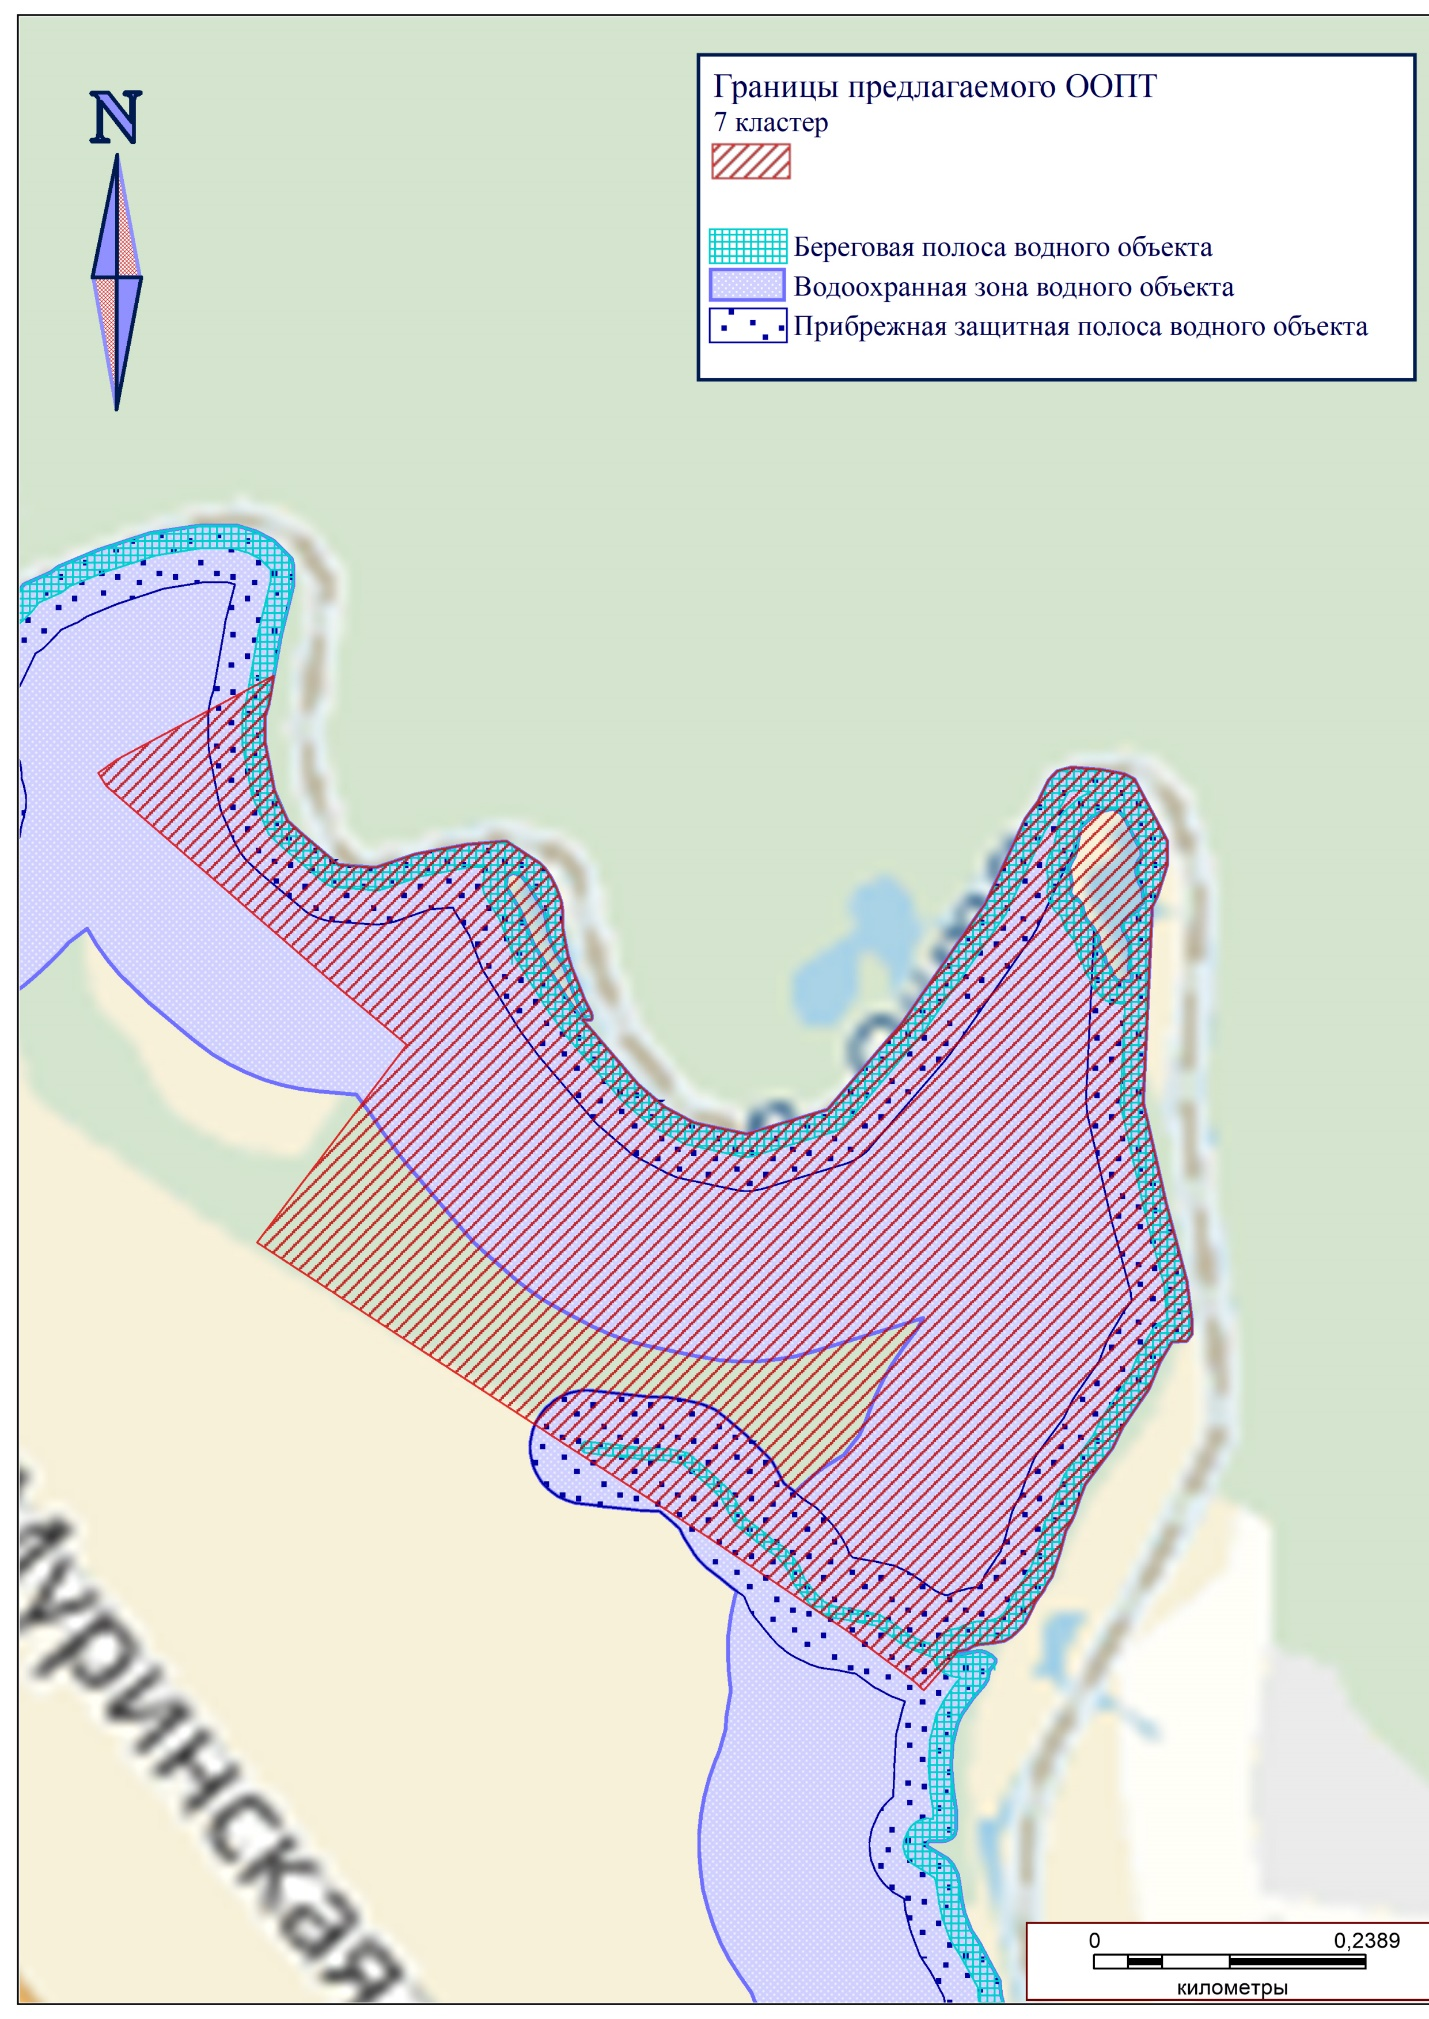 N
Границы предлагаемого ООПТ
7 кластер
Береговая полоса водного объекта
Водоохранная зона водного объекта
Прибрежная защитная полоса водного объекта
0 0,2389
километры